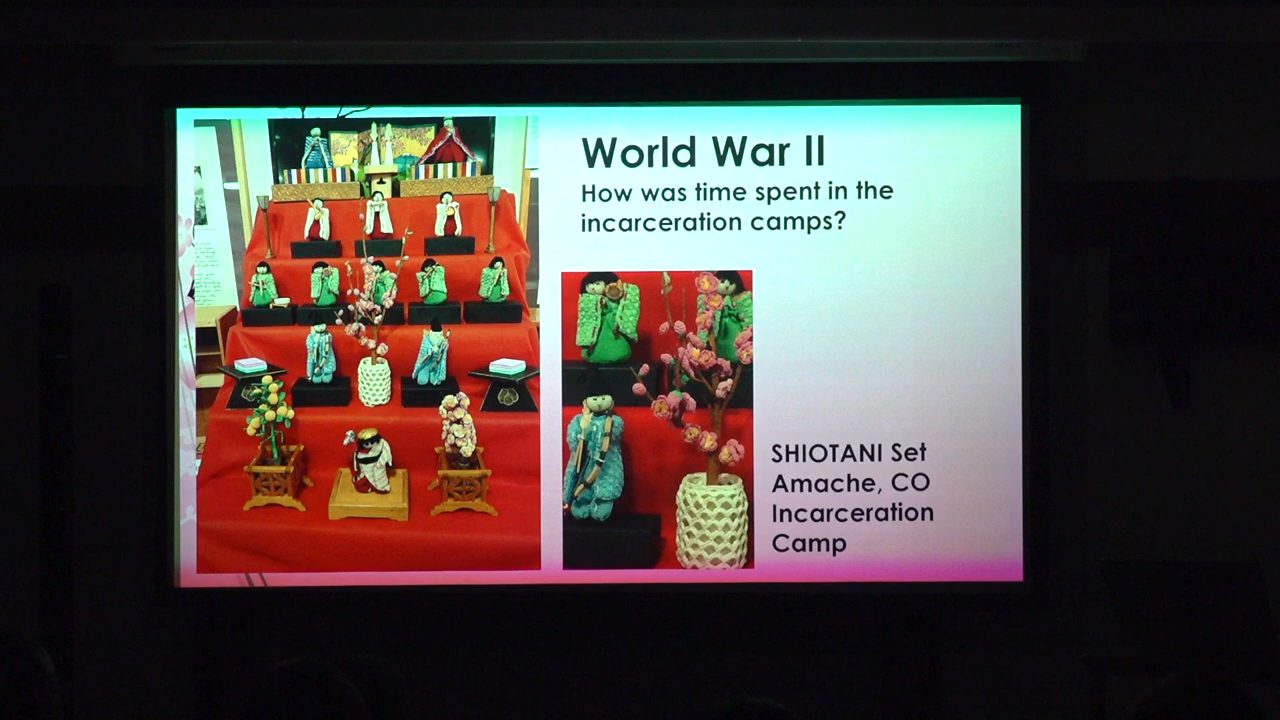 World War II
How was time spent in the
incarceration camps?
SHIOTANI Set
Amache, CO
Incarceration
Camp